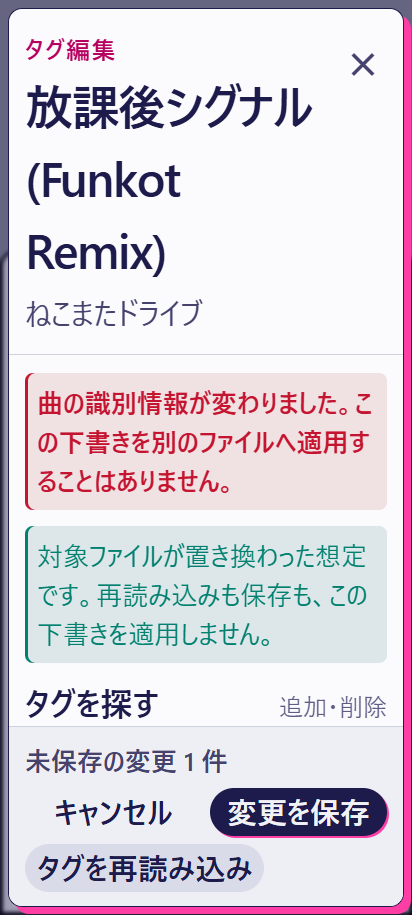 タグ編集
放課後シグナル
(Funkot
Remix)
ねこまたドライブ
曲の識別情報が変わりました。こ
の下書きを別のファイルへ適用す
ることはありません。
対象ファイルが置き換わった想定
です。再読み込みも保存も、この
下書きを適用しません。
タグを探す 追加・削除
未保存の変更 1 件
キャンセル 変更を保存
タグを再読み込み